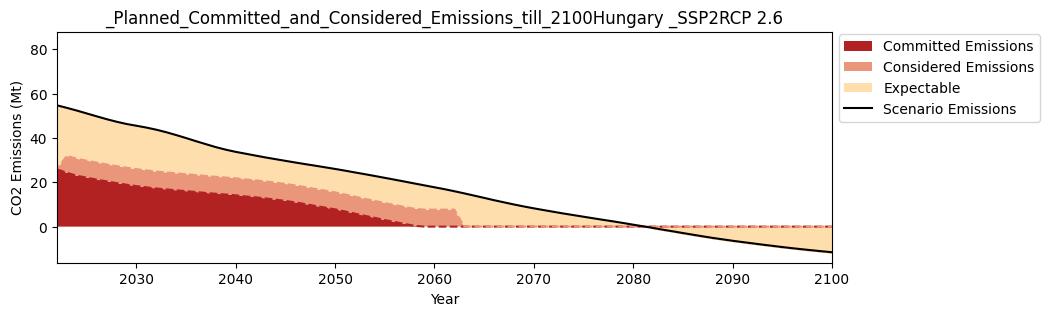 _Planned_Committed_and_Considered_Emissions_till_2100Hungary _SSP2RCP 2.6
CO2 Emissions (Mt)
80
60
40
20
0
2030 2040 2050 2060 2070 2080 2090 2100
Year
Committed Emissions
Considered Emissions
Expectable
Scenario Emissions